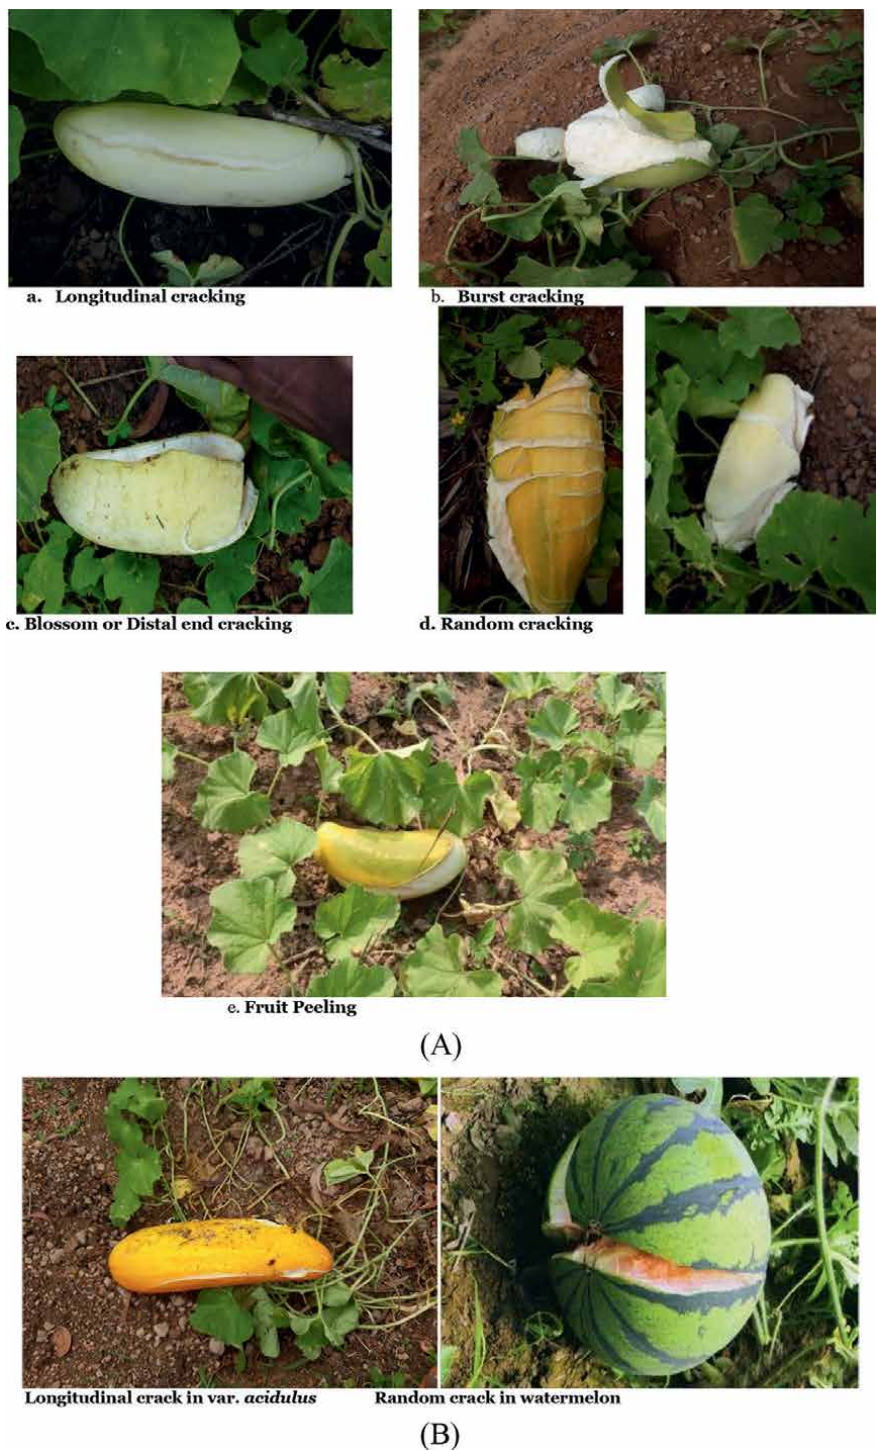 a. Longitudinal cracking
b. Burst cracking
c. Blossom or Distal end cracking
d. Random cracking
e. Fruit Peeling
(A)
Longitudinal crack in var. acidulus
Random crack in watermelon
(B)